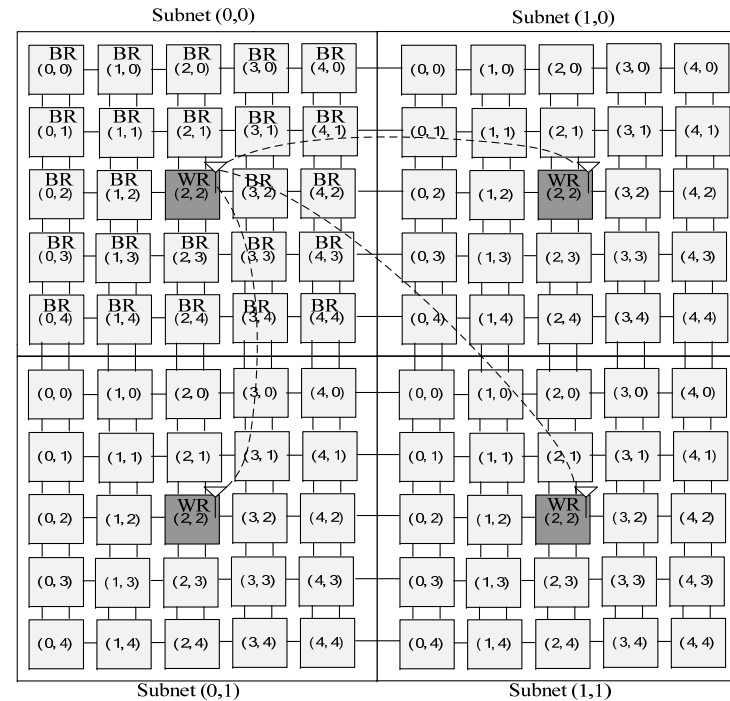 Subnet (0,0) Subnet (1,0)
BR BR BR BR BR
(0, 0) (1, 0) (2, 0) (3, 0) (4, 0) (0, 0) (1, 0) (2, 0) (3, 0) (4, 0)
BR BR BR BR BR
(0, 1) (1, 1) (2, 1) (3, 1) (4, 1) (0, 1) (1, 1) (2, 1) (3, 1) (4, 1)
BR BR WR BR BR WR
(0, 2) (1, 2) (2, 2) (3, 2) (4, 2) (0, 2) (1, 2) (2, 2) (3, 2) (4, 2)
BR BR BR BR BR
(0, 3) (1, 3) (2, 3) (3, 3) (4, 3) (0, 3) (1, 3) (2, 3) (3, 3) (4, 3)
BR BR BR BR BR
(0, 4) (1, 4) (2, 4) (3, 4) (4, 4) (0, 4) (1, 4) (2, 4) (3, 4) (4, 4)
(0, 0) (1, 0) (2, 0) (3, 0) (4, 0) (0, 0) (1, 0) (2, 0) (3, 0) (4, 0)
(0, 1) (1, 1) (2, 1) (3, 1) (4, 1) (0, 1) (1, 1) (2, 1) (3, 1) (4, 1)
WR WR
(0, 2) (1, 2) (2, 2) (3, 2) (4, 2) (0, 2) (1, 2) (2, 2) (3, 2) (4, 2)
(0, 3) (1, 3) (2, 3) (3, 3) (4, 3) (0, 3) (1, 3) (2, 3) (3, 3) (4, 3)
(0, 4) (1, 4) (2, 4) (3, 4) (4, 4) (0, 4) (1, 4) (2, 4) (3, 4) (4, 4)
Subnet (0,1) Subnet (1,1)